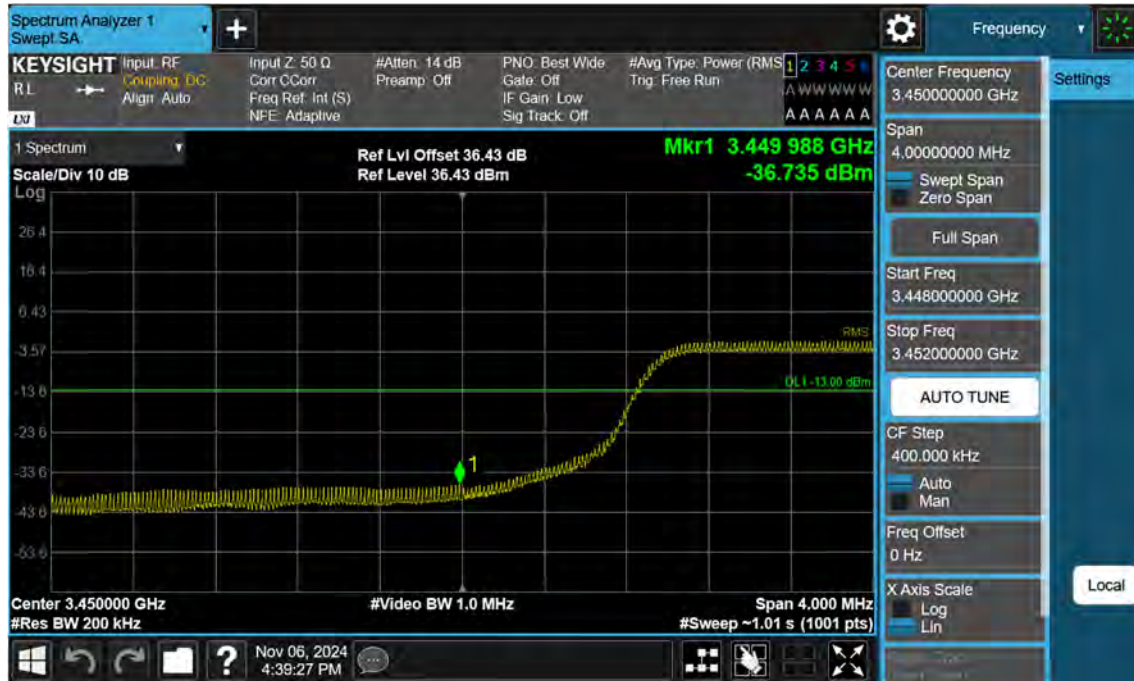 Spectrum Analyzer 1
Swept SA
Frequency
KEYSIGHT
RL
LXI
Input: RF
Coupling: DC
Align: Auto
Input Z: 50 Ω
Corr CCorr
Freq Ref: Int (S)
NFE: Adaptive
#Atten: 14 dB
Preamp: Off
PNO: Best Wide
Gate: Off
IF Gain: Low
Sig Track: Off
#Avg Type: Power (RMS
Trig: Free Run
1 2 3 4 5 6
A W W W W W
A A A A A A
1 Spectrum
Scale/Div 10 dB
Log
Ref Lvl Offset 36.43 dB
Ref Level 36.43 dBm
Mkr1 3.449 988 GHz
-36.735 dBm
26.4
16.4
6.43
-3.57
-13.6
-23.6
-33.6
-43.6
-53.6
RMS
DL1 -13.00 dBm
1
Center 3.450000 GHz
#Res BW 200 kHz
#Video BW 1.0 MHz
Span 4.000 MHz
#Sweep ~1.01 s (1001 pts)
Center Frequency
3.450000000 GHz
Settings
Span
4.00000000 MHz
Swept Span
Zero Span
Full Span
Start Freq
3.448000000 GHz
Stop Freq
3.452000000 GHz
AUTO TUNE
CF Step
400.000 kHz
Auto
Man
Freq Offset
0 Hz
X Axis Scale
Log
Lin
Local
?
Nov 06, 2024
4:39:27 PM